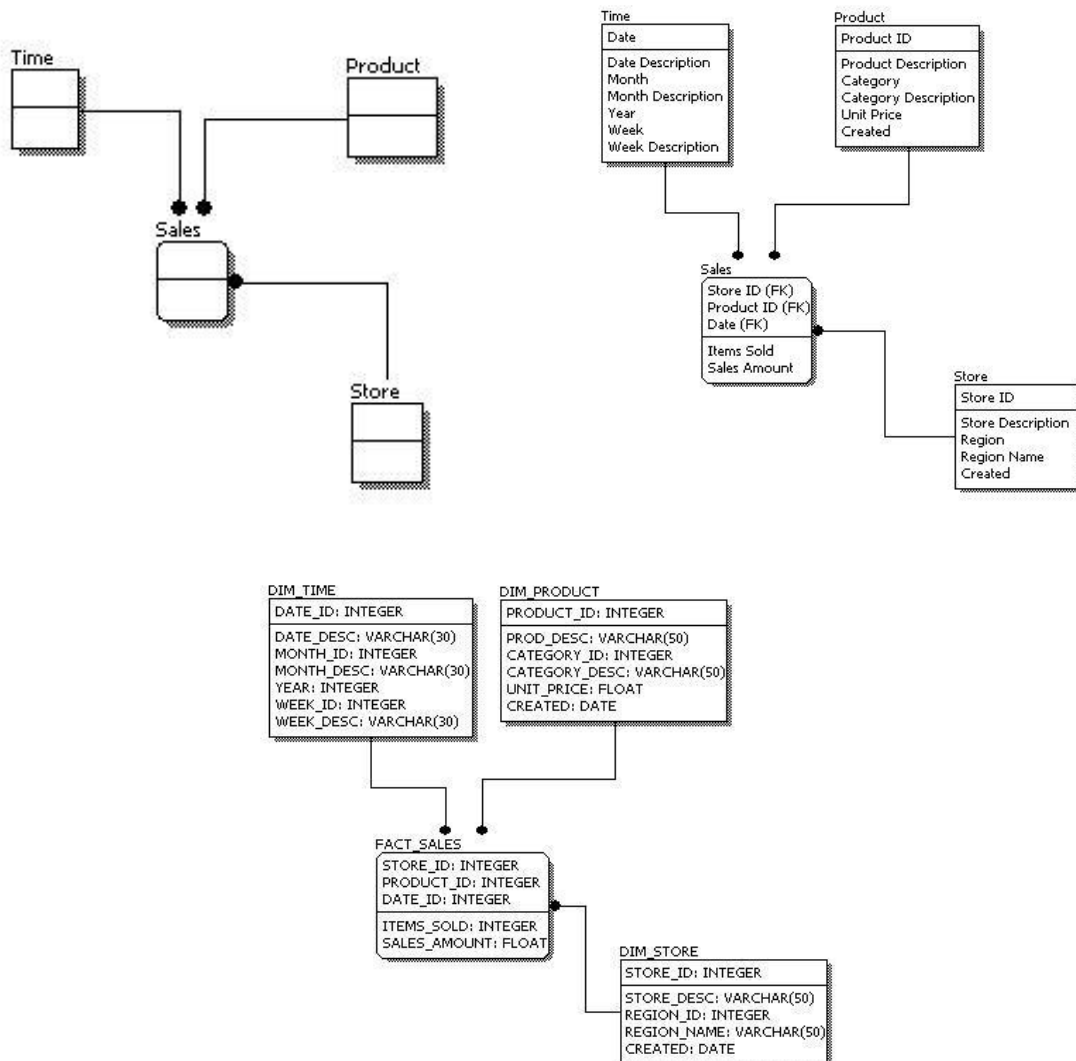 Time
Product
Sales
Store
Time
Date
Date Description
Month
Month Description
Year
Week
Week Description
Product
Product ID
Product Description
Category
Category Description
Unit Price
Created
Sales
Store ID (FK)
Product ID (FK)
Date (FK)
Items Sold
Sales Amount
Store
Store ID
Store Description
Region
Region Name
Created
DIM_TIME
DATE_ID: INTEGER
DATE_DESC: VARCHAR(30)
MONTH_ID: INTEGER
MONTH_DESC: VARCHAR(30)
YEAR: INTEGER
WEEK_ID: INTEGER
WEEK_DESC: VARCHAR(30)
DIM_PRODUCT
PRODUCT_ID: INTEGER
PROD_DESC: VARCHAR(50)
CATEGORY_ID: INTEGER
CATEGORY_DESC: VARCHAR(50)
UNIT_PRICE: FLOAT
CREATED: DATE
FACT_SALES
STORE_ID: INTEGER
PRODUCT_ID: INTEGER
DATE_ID: INTEGER
ITEMS_SOLD: INTEGER
SALES_AMOUNT: FLOAT
DIM_STORE
STORE_ID: INTEGER
STORE_DESC: VARCHAR(50)
REGION_ID: INTEGER
REGION_NAME: VARCHAR(50)
CREATED: DATE